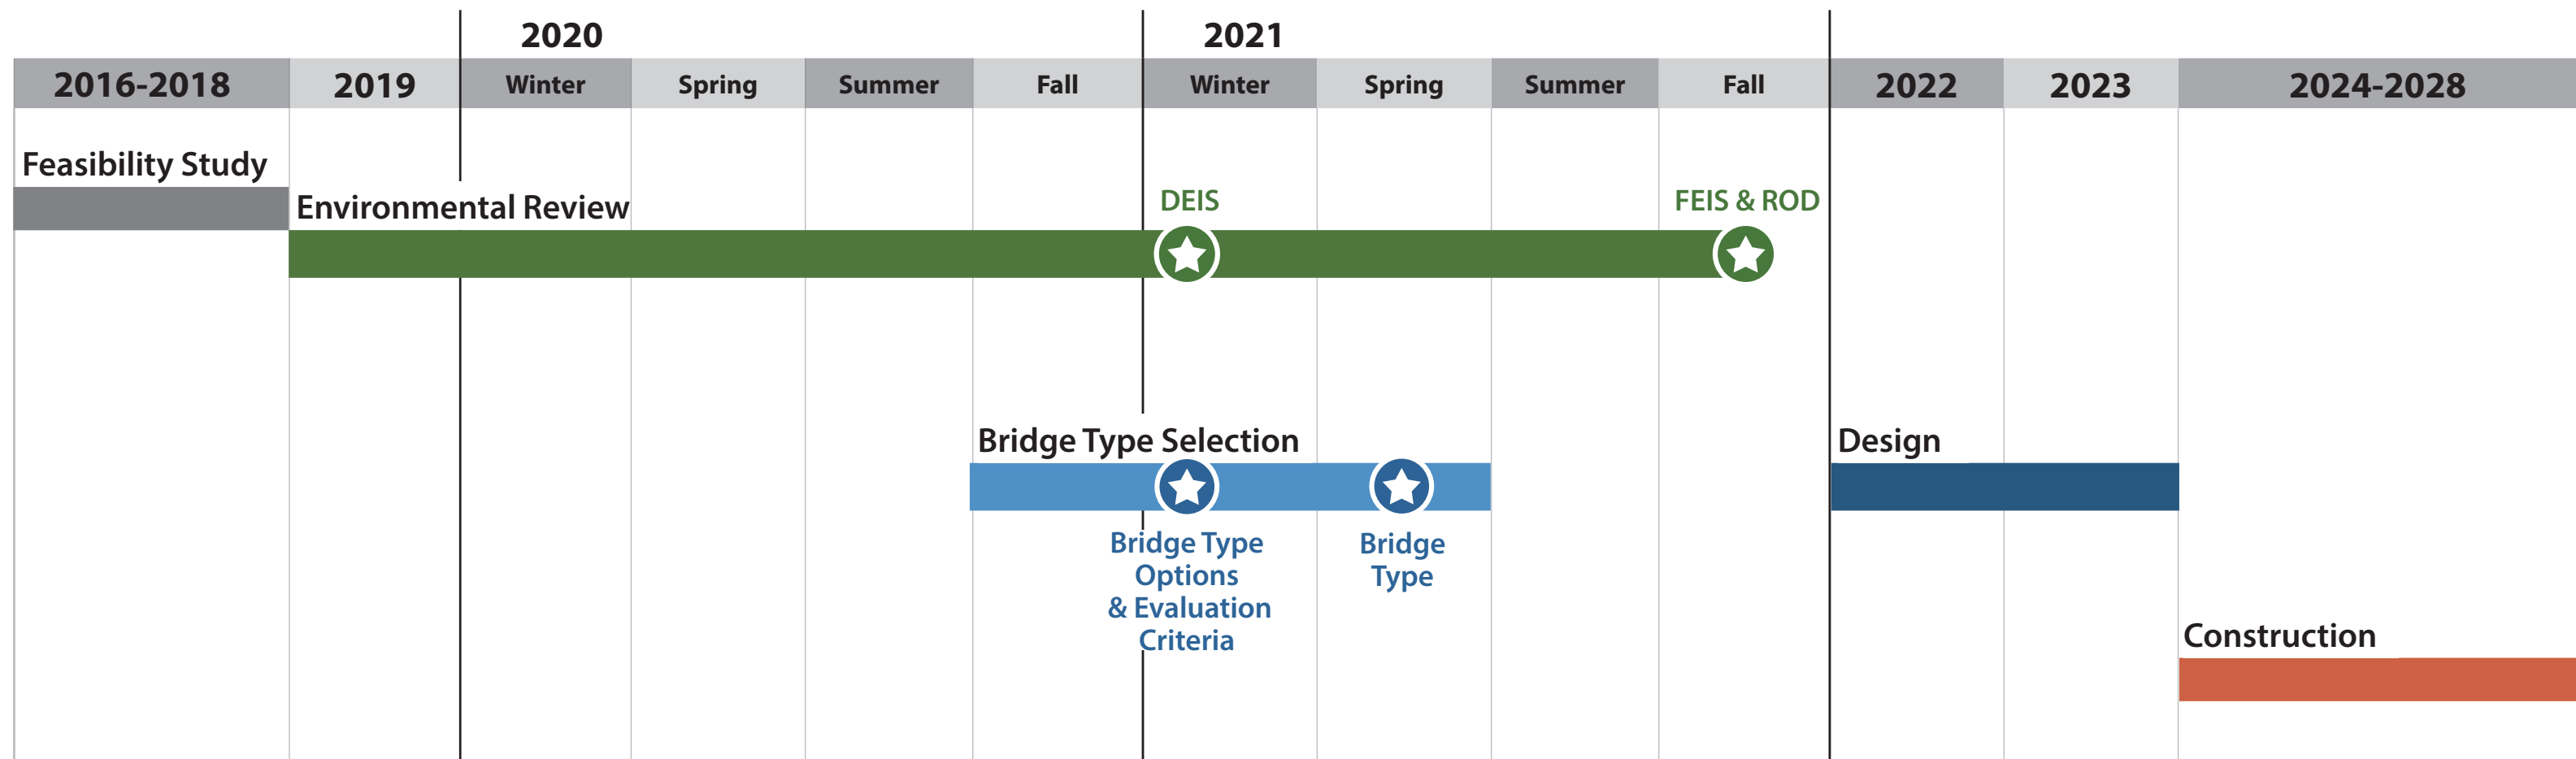 2020
2021
2016-2018
2019
Winter
Spring
Summer
Fall
Winter
Spring
Summer
Fall
2022
2023
2024-2028
Feasibility Study
Environmental Review
DEIS
FEIS & ROD
Bridge Type Selection
Bridge Type
Options
& Evaluation
Criteria
Bridge
Type
Design
Construction